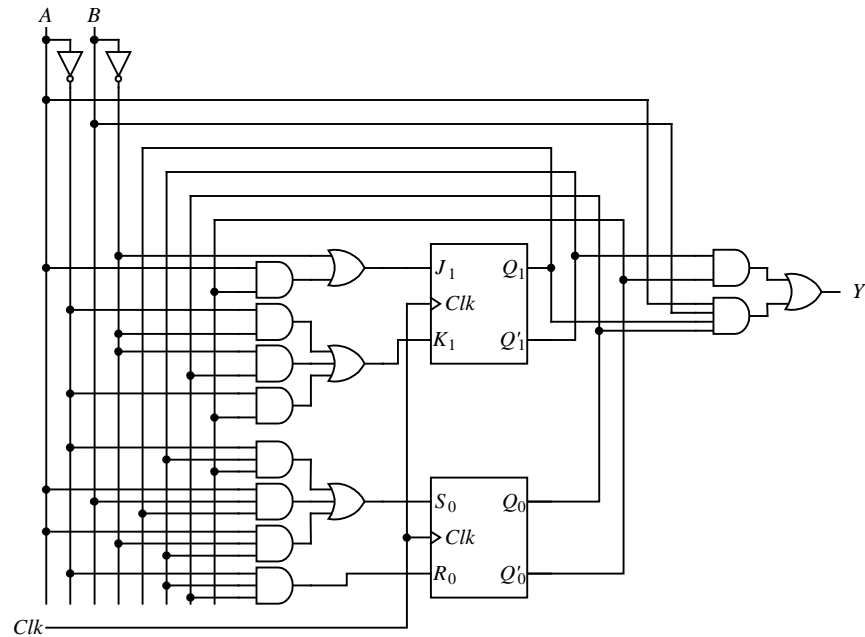 A B
J₁ Q₁
Clk
K₁ Q′₁
Y
S₀ Q₀
Clk
R₀ Q′₀
Clk